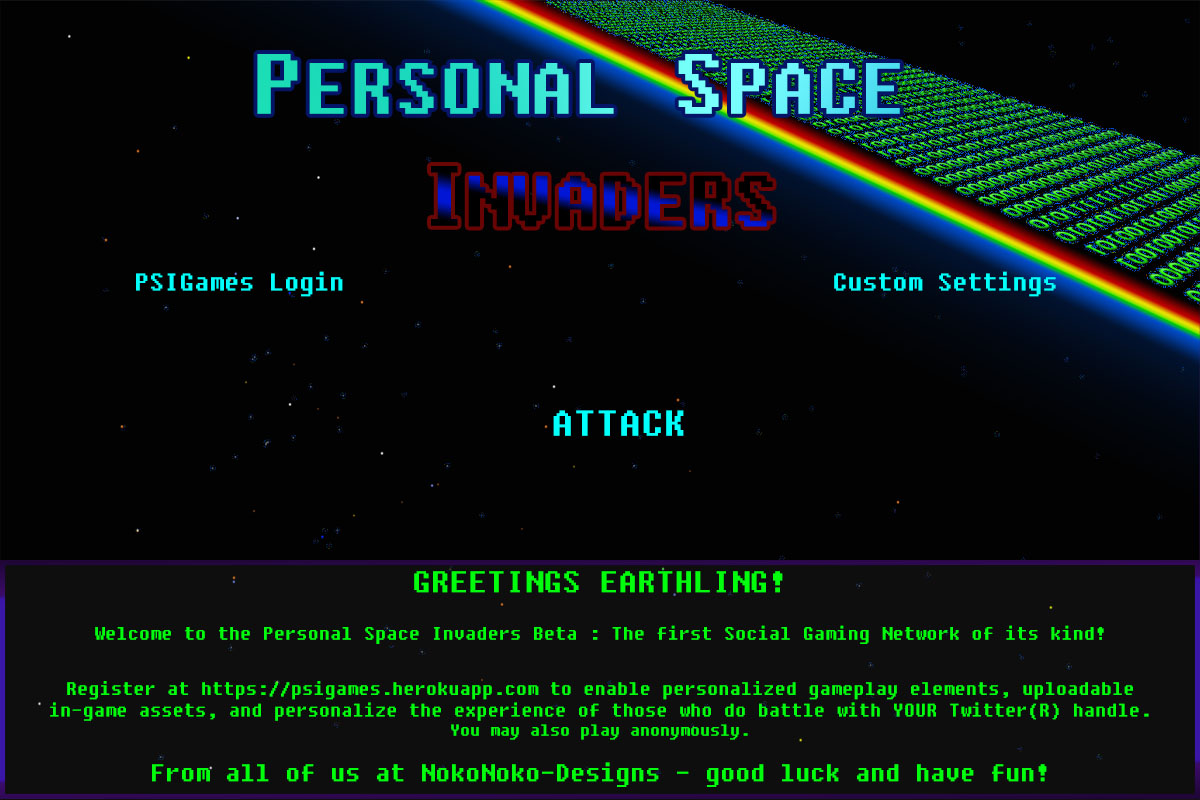 Personal Space
Invaders
PSIGames Login
Custom Settings
ATTACK
GREETINGS EARTHLING!
Welcome to the Personal Space Invaders Beta : The first Social Gaming Network of its kind!
Register at https://psigames.herokuapp.com to enable personalized gameplay elements, uploadable
in-game assets, and personalize the experience of those who do battle with YOUR Twitter(R) handle.
You may also play anonymously.
From all of us at NokoNoko-Designs - good luck and have fun!